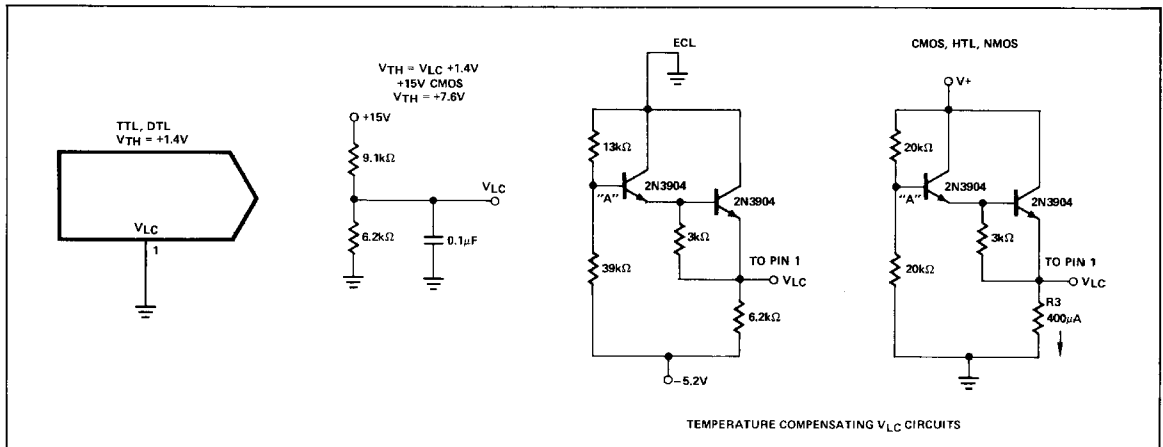 TTL, DTL
VTH = +1.4V
VLC
1
VTH = VLC +1.4V
+15V CMOS
VTH = +7.6V
+15V
9.1kΩ
VLC
6.2kΩ
0.1μF
ECL
13kΩ
2N3904
"A"
2N3904
3kΩ
39kΩ
TO PIN 1
VLC
6.2kΩ
−5.2V
CMOS, HTL, NMOS
V+
20kΩ
2N3904
"A"
2N3904
3kΩ
20kΩ
TO PIN 1
VLC
R3
400μA
TEMPERATURE COMPENSATING VLC CIRCUITS